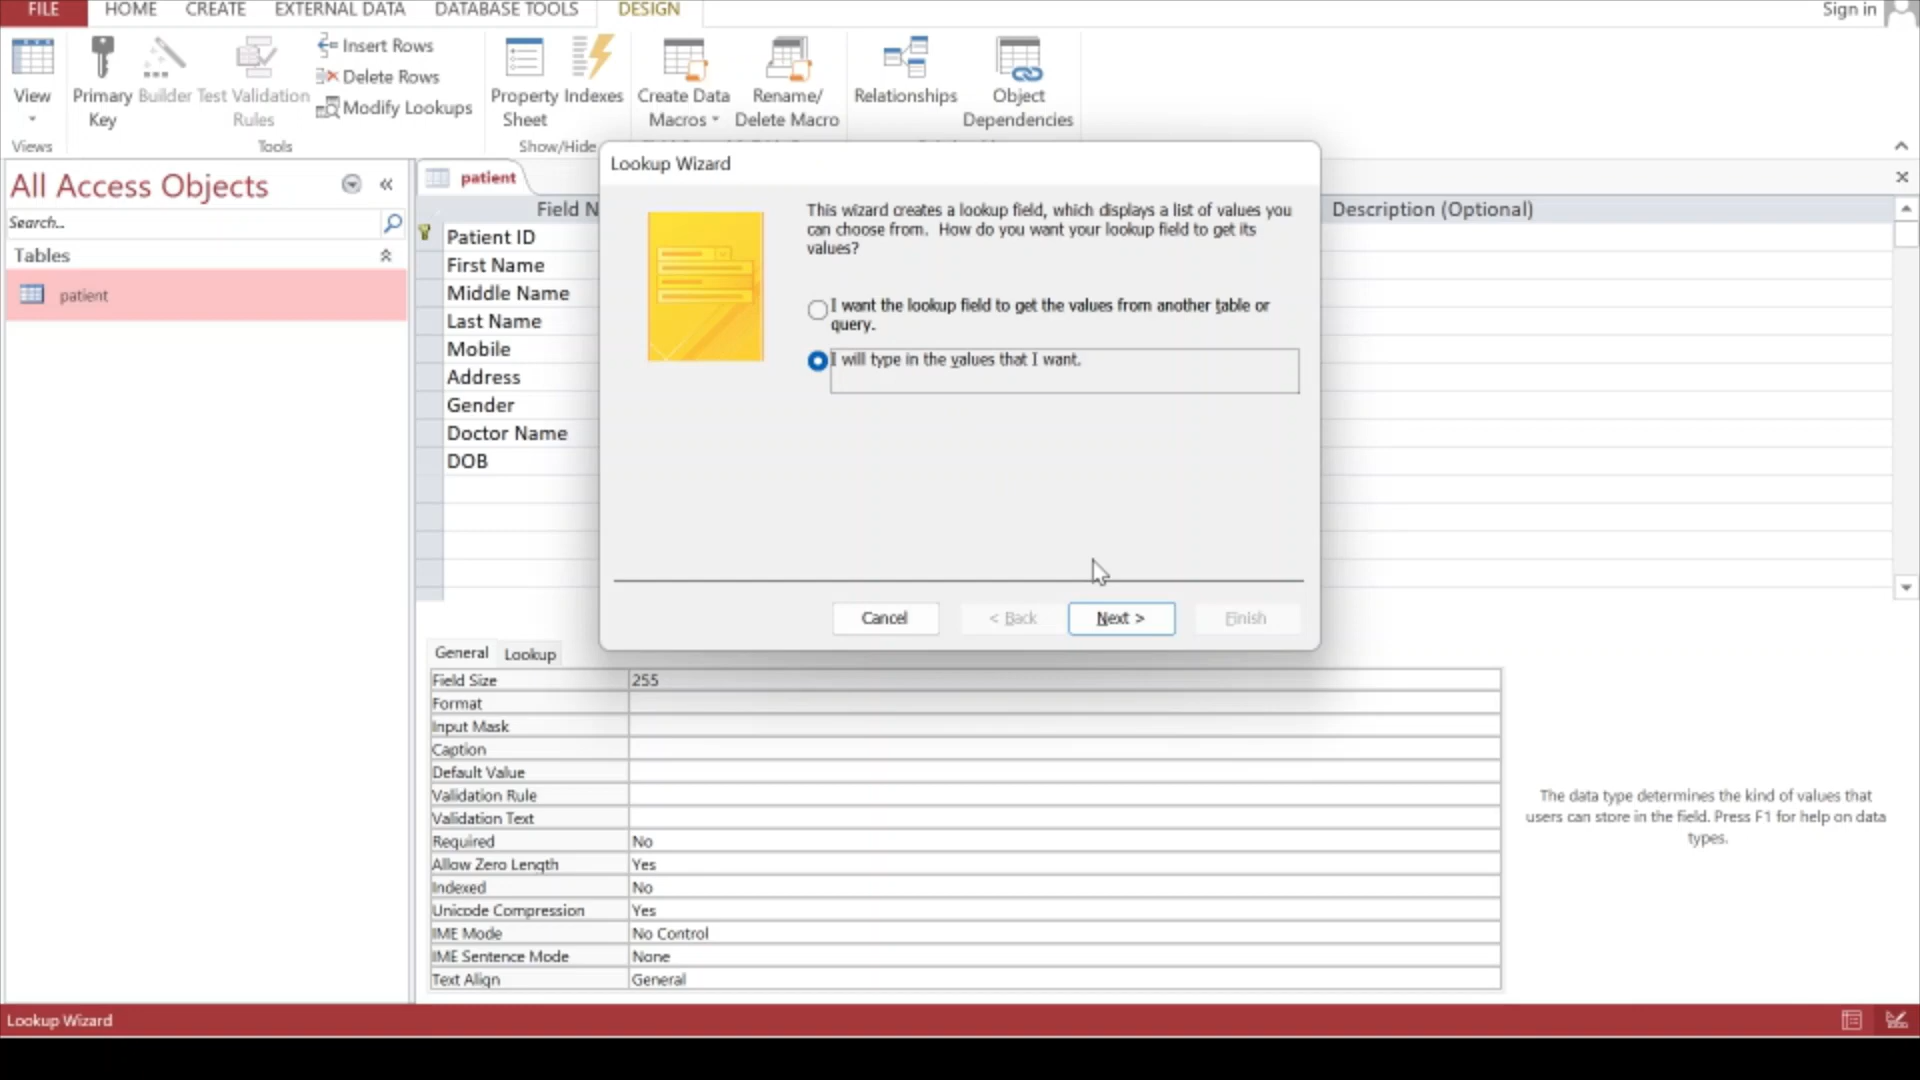 FILE HOME CREATE EXTERNAL DATA DATABASE TOOLS DESIGN Sign in
View
Primary
Key
Builder
Test Validation
Rules
Insert Rows
Delete Rows
Modify Lookups
Property
Sheet
Indexes
Create Data
Macros
Rename/
Delete Macro
Relationships
Object
Dependencies
Views
Tools
Show/Hide
All Access Objects
Search..
Tables
patient
patient
Field N
Description (Optional)
Patient ID
First Name
Middle Name
Last Name
Mobile
Address
Gender
Doctor Name
DOB
Lookup Wizard
This wizard creates a lookup field, which displays a list of values you
can choose from. How do you want your lookup field to get its
values?
I want the lookup field to get the values from another table or
query.
I will type in the values that I want.
Cancel
< Back
Next >
Finish
General Lookup
Field Size 255
Format
Input Mask
Caption
Default Value
Validation Rule
Validation Text
Required No
Allow Zero Length Yes
Indexed No
Unicode Compression Yes
IME Mode No Control
IME Sentence Mode None
Text Align General
The data type determines the kind of values that
users can store in the field. Press F1 for help on data
types.
Lookup Wizard